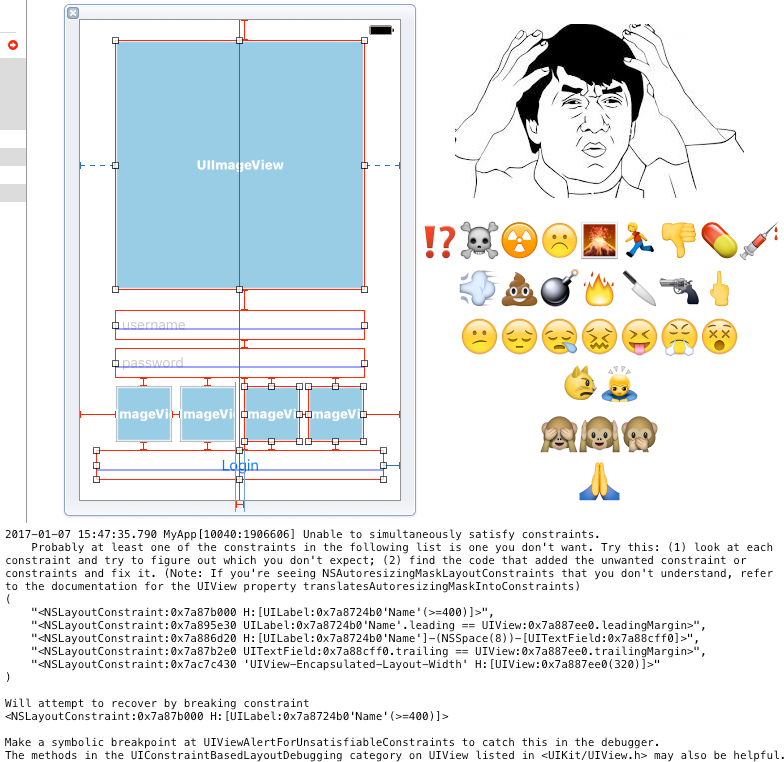 UIImageView
username
password
mageVi
mageVi
mageVi
mageVi
Login
2017-01-07 15:47:35.790 MyApp[10040:1906606] Unable to simultaneously satisfy constraints.
Probably at least one of the constraints in the following list is one you don't want. Try this: (1) look at each
constraint and try to figure out which you don't expect; (2) find the code that added the unwanted constraint or
constraints and fix it. (Note: If you're seeing NSAutoresizingMaskLayoutConstraints that you don't understand, refer
to the documentation for the UIView property translatesAutoresizingMaskIntoConstraints)
(
"<NSLayoutConstraint:0x7a87b000 H:[UILabel:0x7a8724b0'Name'(>=400)]>",
"<NSLayoutConstraint:0x7a895e30 UILabel:0x7a8724b0'Name'.leading == UIView:0x7a887ee0.leadingMargin>",
"<NSLayoutConstraint:0x7a886d20 H:[UILabel:0x7a8724b0'Name']-(NSSpace(8))-[UITextField:0x7a88cff0]>",
"<NSLayoutConstraint:0x7a87b2e0 UITextField:0x7a88cff0.trailing == UIView:0x7a887ee0.trailingMargin>",
"<NSLayoutConstraint:0x7ac7c430 'UIView-Encapsulated-Layout-Width' H:[UIView:0x7a887ee0(320)]>"
)
Will attempt to recover by breaking constraint
<NSLayoutConstraint:0x7a87b000 H:[UILabel:0x7a8724b0'Name'(>=400)]>
Make a symbolic breakpoint at UIViewAlertForUnsatisfiableConstraints to catch this in the debugger.
The methods in the UIConstraintBasedLayoutDebugging category on UIView listed in <UIKit/UIView.h> may also be helpful.